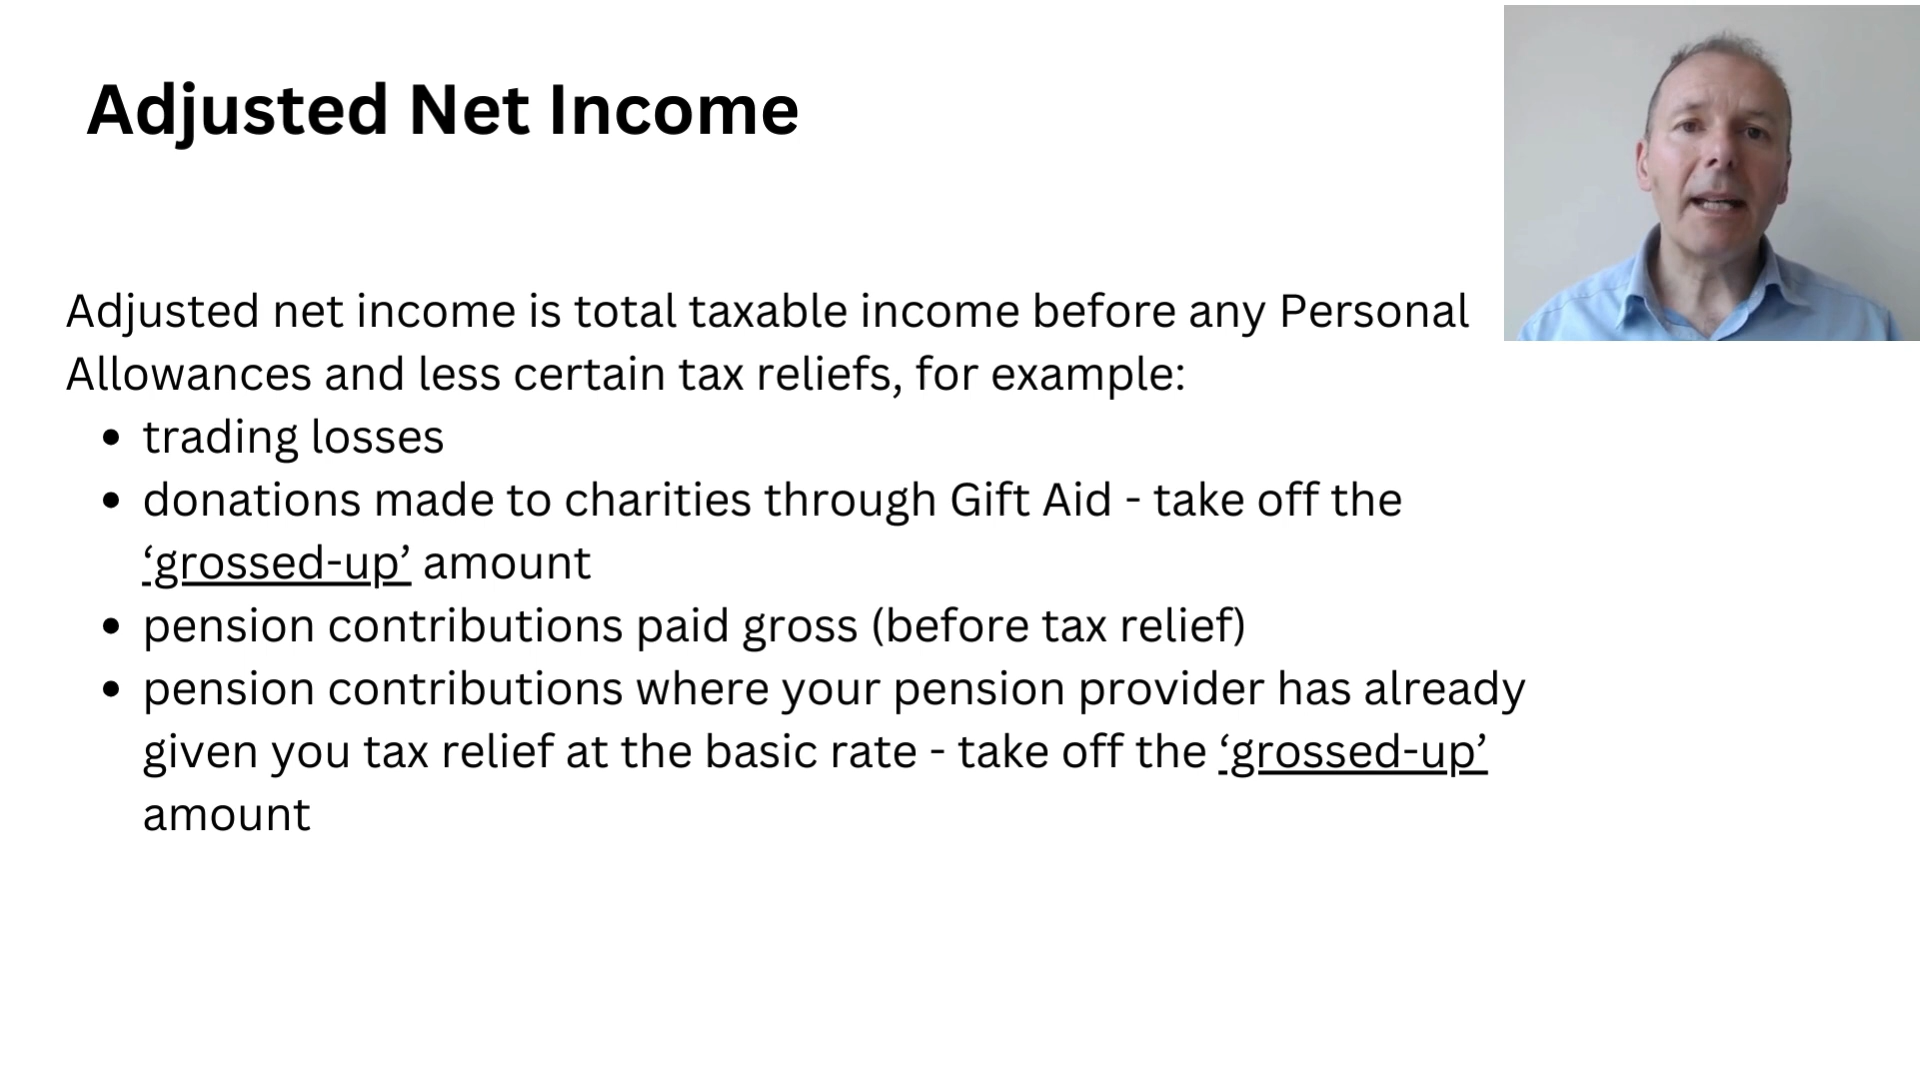 Adjusted Net Income
Adjusted net income is total taxable income before any Personal
Allowances and less certain tax reliefs, for example:
• trading losses
• donations made to charities through Gift Aid - take off the
‘grossed-up’ amount
• pension contributions paid gross (before tax relief)
• pension contributions where your pension provider has already
given you tax relief at the basic rate - take off the ‘grossed-up’
amount